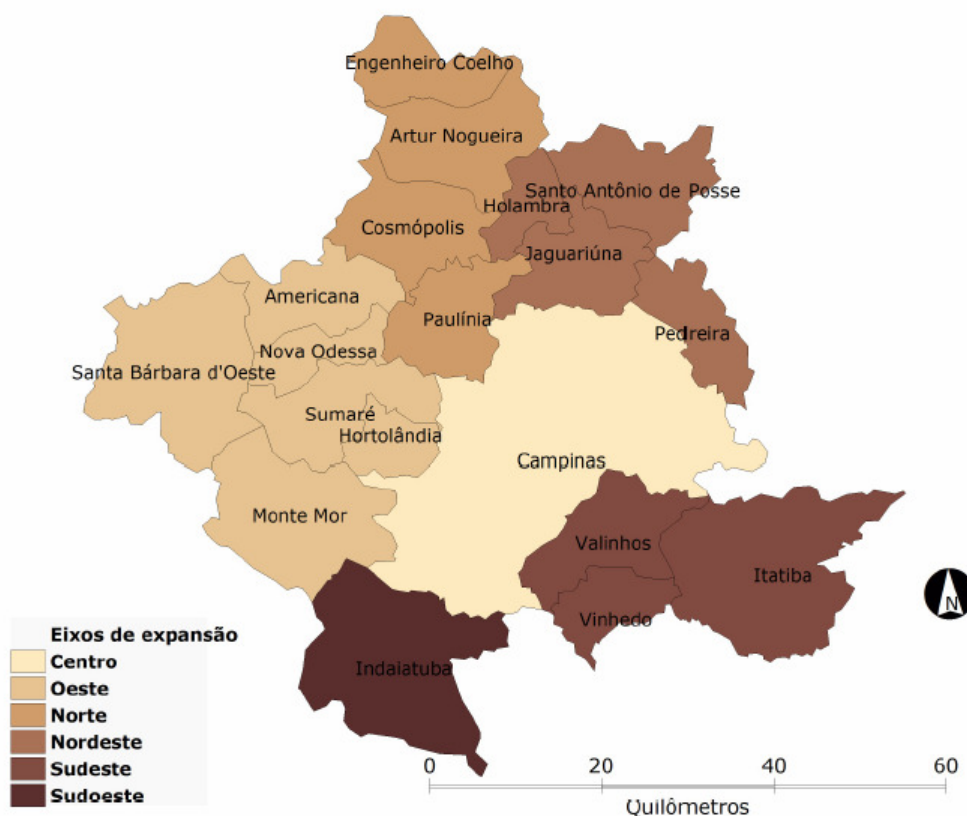 Engenheiro Coelho
Artur Nogueira
Santo Antônio de Posse
Holambra
Cosmópolis
Jaguariúna
Americana
Paulínia
Pedreira
Nova Odessa
Santa Bárbara d'Oeste
Sumaré
Hortolândia
Campinas
Monte Mor
Valinhos
Itatiba
Vinhedo
Indaiatuba
N
Eixos de expansão
Centro
Oeste
Norte
Nordeste
Sudeste
Sudoeste
0 20 40 60
Quilômetros